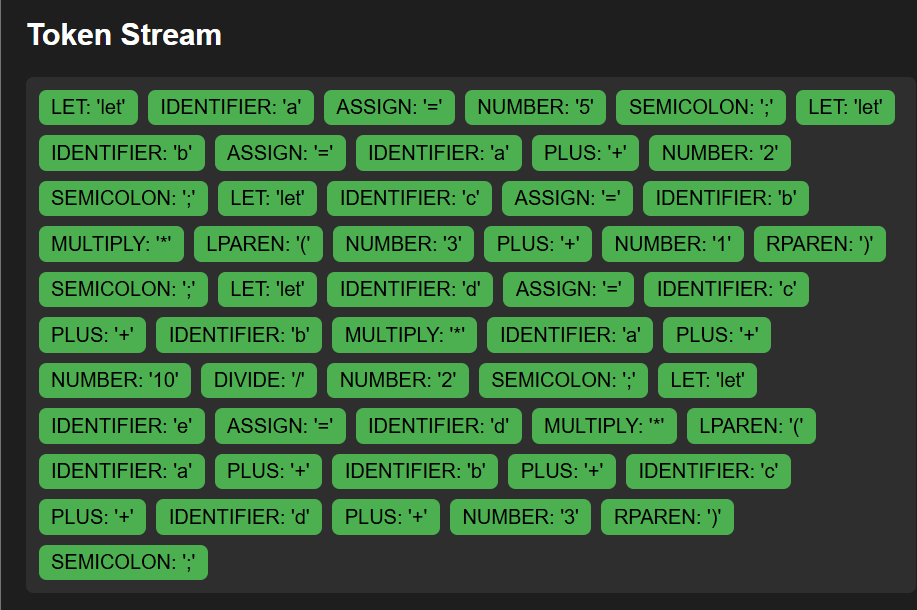 Token Stream
LET: 'let' IDENTIFIER: 'a' ASSIGN: '=' NUMBER: '5' SEMICOLON: ';' LET: 'let'
IDENTIFIER: 'b' ASSIGN: '=' IDENTIFIER: 'a' PLUS: '+' NUMBER: '2'
SEMICOLON: ';' LET: 'let' IDENTIFIER: 'c' ASSIGN: '=' IDENTIFIER: 'b'
MULTIPLY: '*' LPAREN: '(' NUMBER: '3' PLUS: '+' NUMBER: '1' RPAREN: ')'
SEMICOLON: ';' LET: 'let' IDENTIFIER: 'd' ASSIGN: '=' IDENTIFIER: 'c'
PLUS: '+' IDENTIFIER: 'b' MULTIPLY: '*' IDENTIFIER: 'a' PLUS: '+'
NUMBER: '10' DIVIDE: '/' NUMBER: '2' SEMICOLON: ';' LET: 'let'
IDENTIFIER: 'e' ASSIGN: '=' IDENTIFIER: 'd' MULTIPLY: '*' LPAREN: '('
IDENTIFIER: 'a' PLUS: '+' IDENTIFIER: 'b' PLUS: '+' IDENTIFIER: 'c'
PLUS: '+' IDENTIFIER: 'd' PLUS: '+' NUMBER: '3' RPAREN: ')'
SEMICOLON: ';'